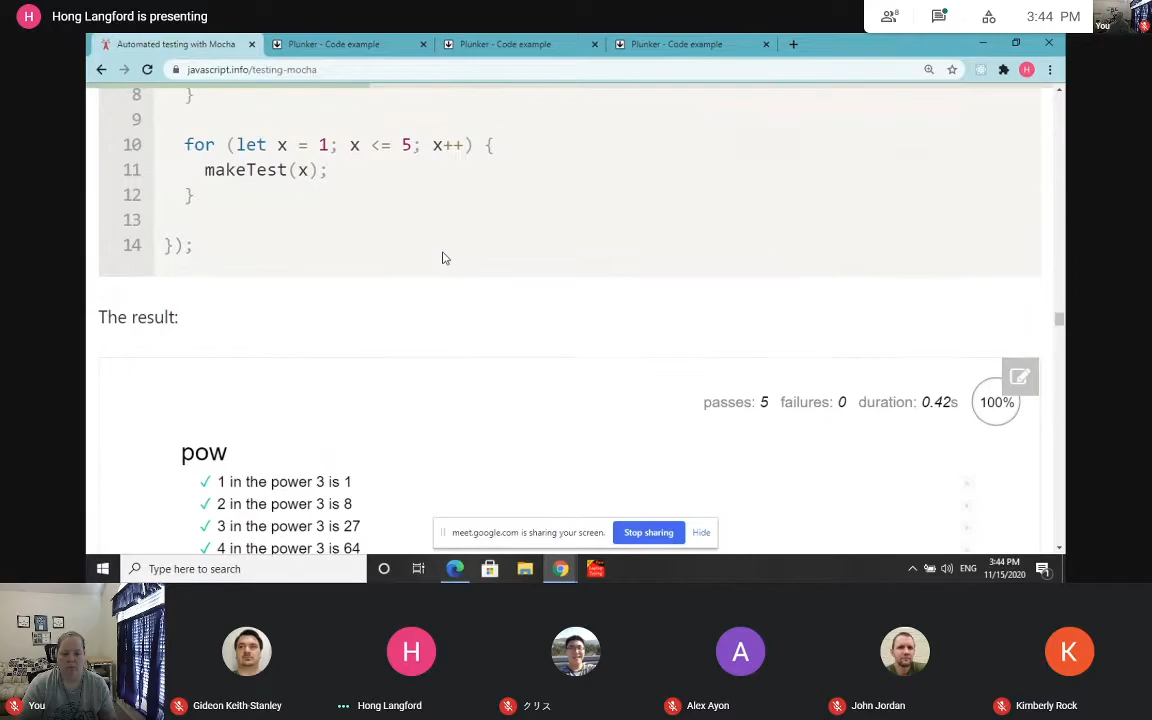 H Hong Langford is presenting
8
3:44 PM
You
Automated testing with Mocha
Plunker - Code example
Plunker - Code example
Plunker - Code example
javascript.info/testing-mocha
H
8 }
9
10 for (let x = 1; x <= 5; x++) {
11 makeTest(x);
12 }
13
14 });
The result:
passes: 5 failures: 0 duration: 0.42s 100%
pow
✓ 1 in the power 3 is 1
✓ 2 in the power 3 is 8
✓ 3 in the power 3 is 27
✓ 4 in the power 3 is 64
meet.google.com is sharing your screen. Stop sharing Hide
Type here to search
ENG
3:44 PM
11/15/2020
H
A
K
You
Gideon Keith-Stanley
Hong Langford
クリス
Alex Ayon
John Jordan
Kimberly Rock